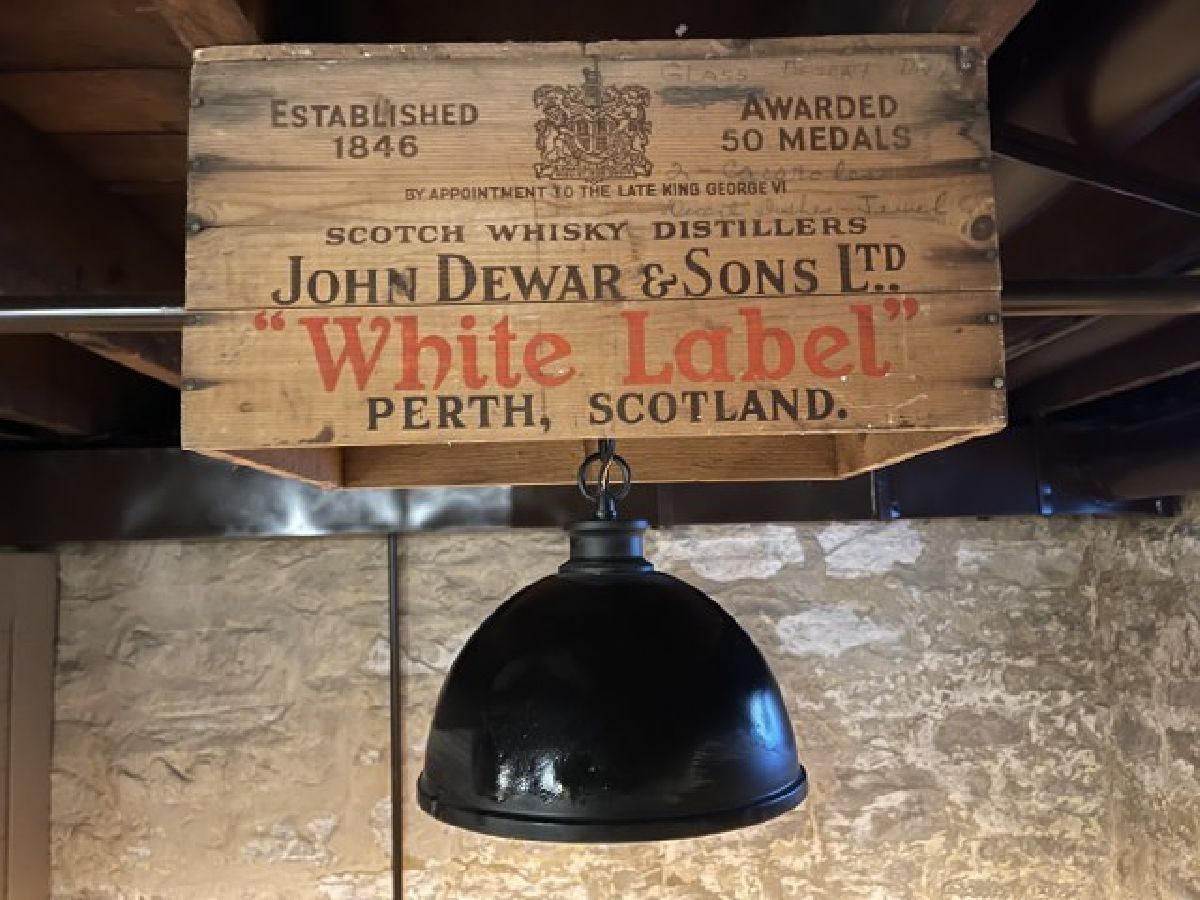 GLASS
ESTABLISHED
1846
AWARDED
50 MEDALS
BY APPOINTMENT TO THE LATE KING GEORGE VI
SCOTCH WHISKY DISTILLERS
JOHN DEWAR & SONS LTD..
"White Label"
PERTH, SCOTLAND.